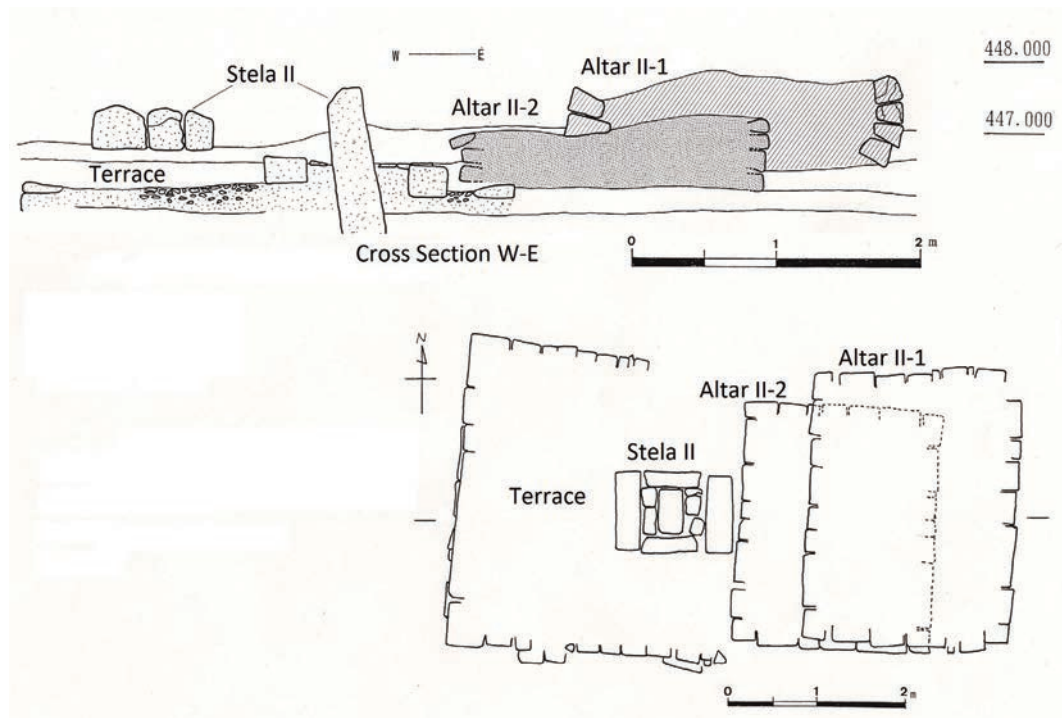 448.000
W E
Stela II
Altar II-1
Altar II-2
447.000
Terrace
Cross Section W-E
0 1 2 m
N
Altar II-1
Altar II-2
Stela II
Terrace
0 1 2 m